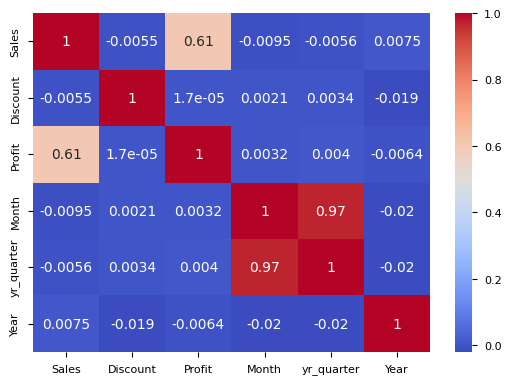 Sales 1 -0.0055 0.61 -0.0095 -0.0056 0.0075
Discount -0.0055 1 1.7e-05 0.0021 0.0034 -0.019
Profit 0.61 1.7e-05 1 0.0032 0.004 -0.0064
Month -0.0095 0.0021 0.0032 1 0.97 -0.02
yr_quarter -0.0056 0.0034 0.004 0.97 1 -0.02
Year 0.0075 -0.019 -0.0064 -0.02 -0.02 1
Sales Discount Profit Month yr_quarter Year
1.0
0.8
0.6
0.4
0.2
0.0